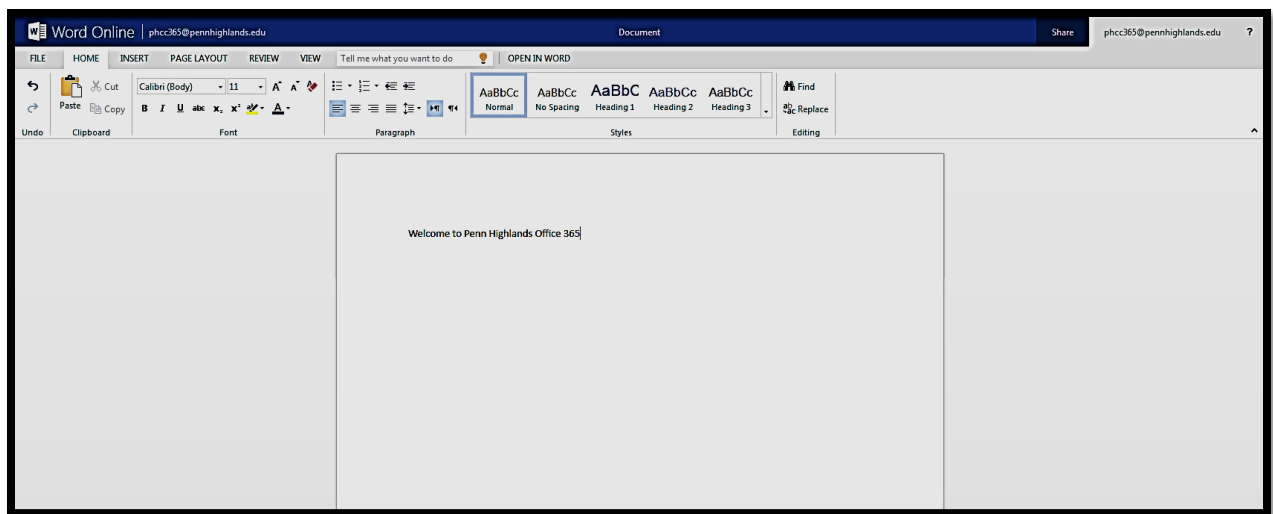 Word Online | phcc365@pennhighlands.edu Document Share phcc365@pennhighlands.edu ?
FILE HOME INSERT PAGE LAYOUT REVIEW VIEW Tell me what you want to do OPEN IN WORD
Cut Calibri (Body) 11 AaBbCc AaBbCc AaBbC AaBbCc AaBbCc Find
Paste Copy B I U abc x₂ x² A Normal No Spacing Heading 1 Heading 2 Heading 3 Replace
Undo Clipboard Font Paragraph Styles Editing
Welcome to Penn Highlands Office 365